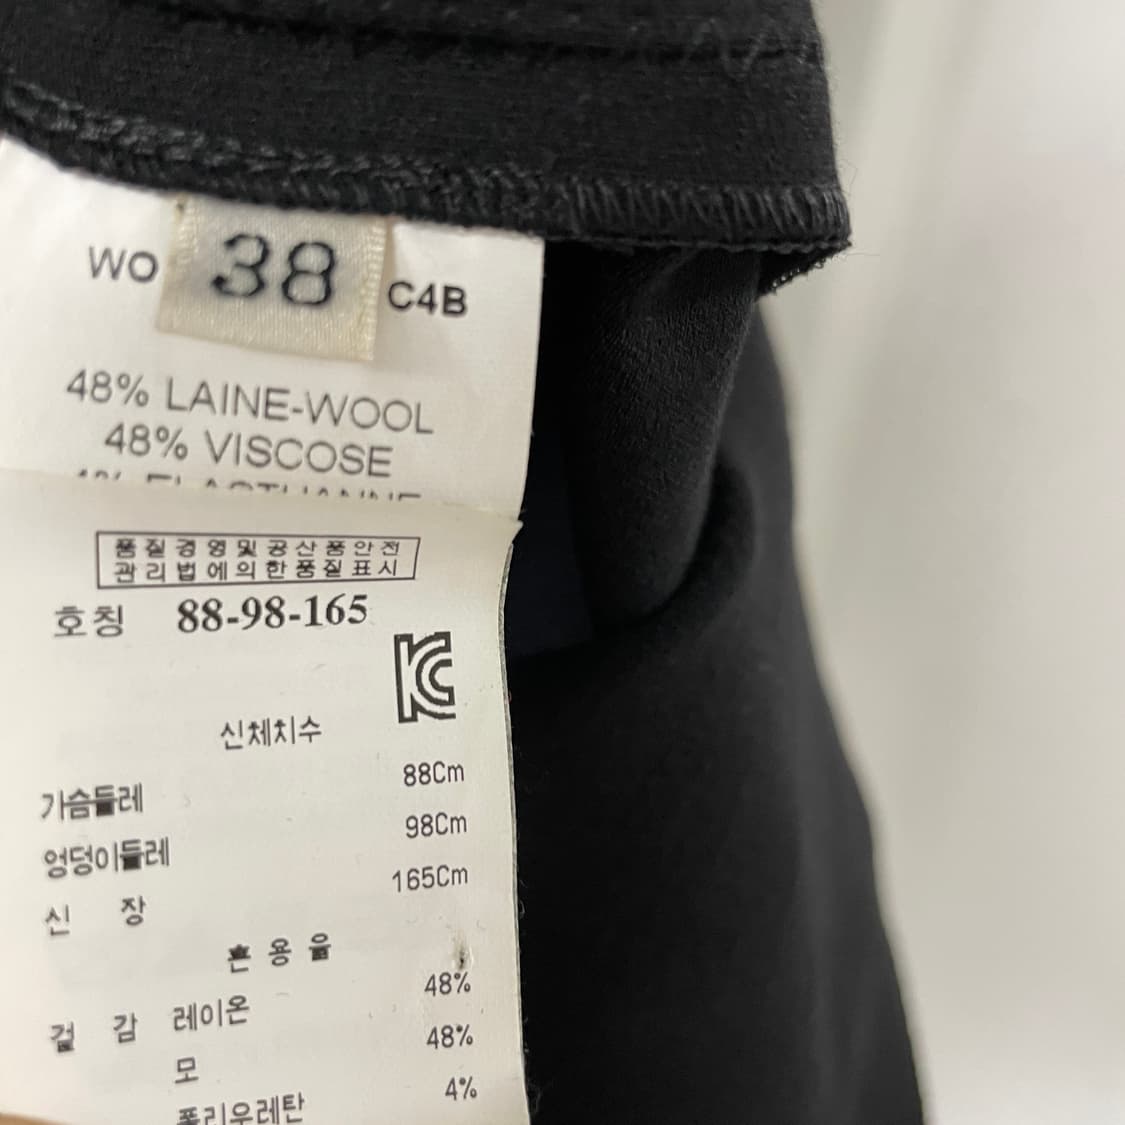 WO 38 C4B
48% LAINE-WOOL
48% VISCOSE
4% ELASTHANNE
품질경영및공산품안전
관리법에의한품질표시
호칭 88-98-165
신체치수
가슴둘레 88Cm
엉덩이둘레 98Cm
신 장 165Cm
혼 용 율
겉 감 레이온 48%
모 48%
폴리우레탄 4%